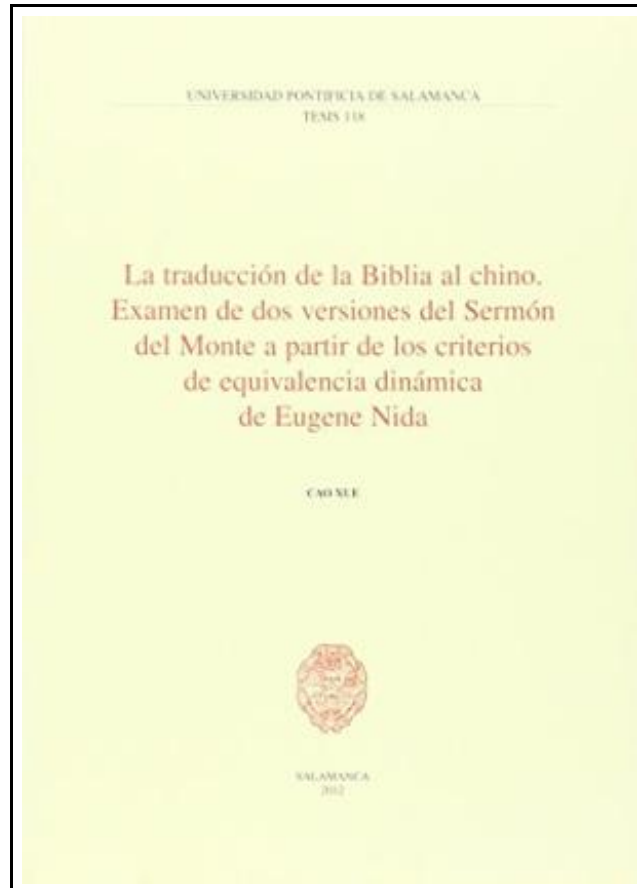 UNIVERSIDAD PONTIFICIA DE SALAMANCA
TESIS 118
La traducción de la Biblia al chino.
Examen de dos versiones del Sermón
del Monte a partir de los criterios
de equivalencia dinámica
de Eugene Nida
CAO XUE
SALAMANCA
2012